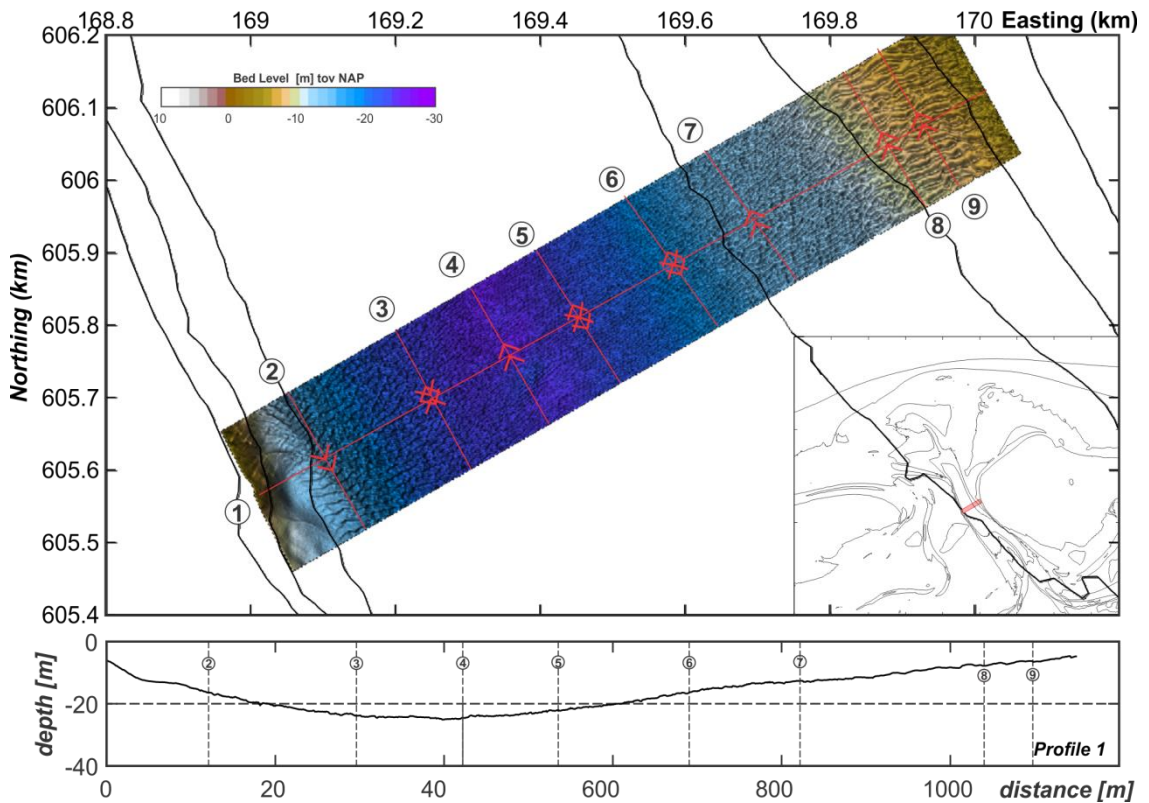 168.8 169 169.2 169.4 169.6 169.8 170 Easting (km)
606.2
606.1
606
605.9
605.8
605.7
605.6
605.5
605.4
Northing (km)
Bed Level [m] tov NAP
10 0 -10 -20 -30
7
6
5
4
3
2
1
8
9
0
-20
-40
depth [m]
2 3 4 5 6 7 8 9
Profile 1
0 200 40 600 800 1000 distance [m]